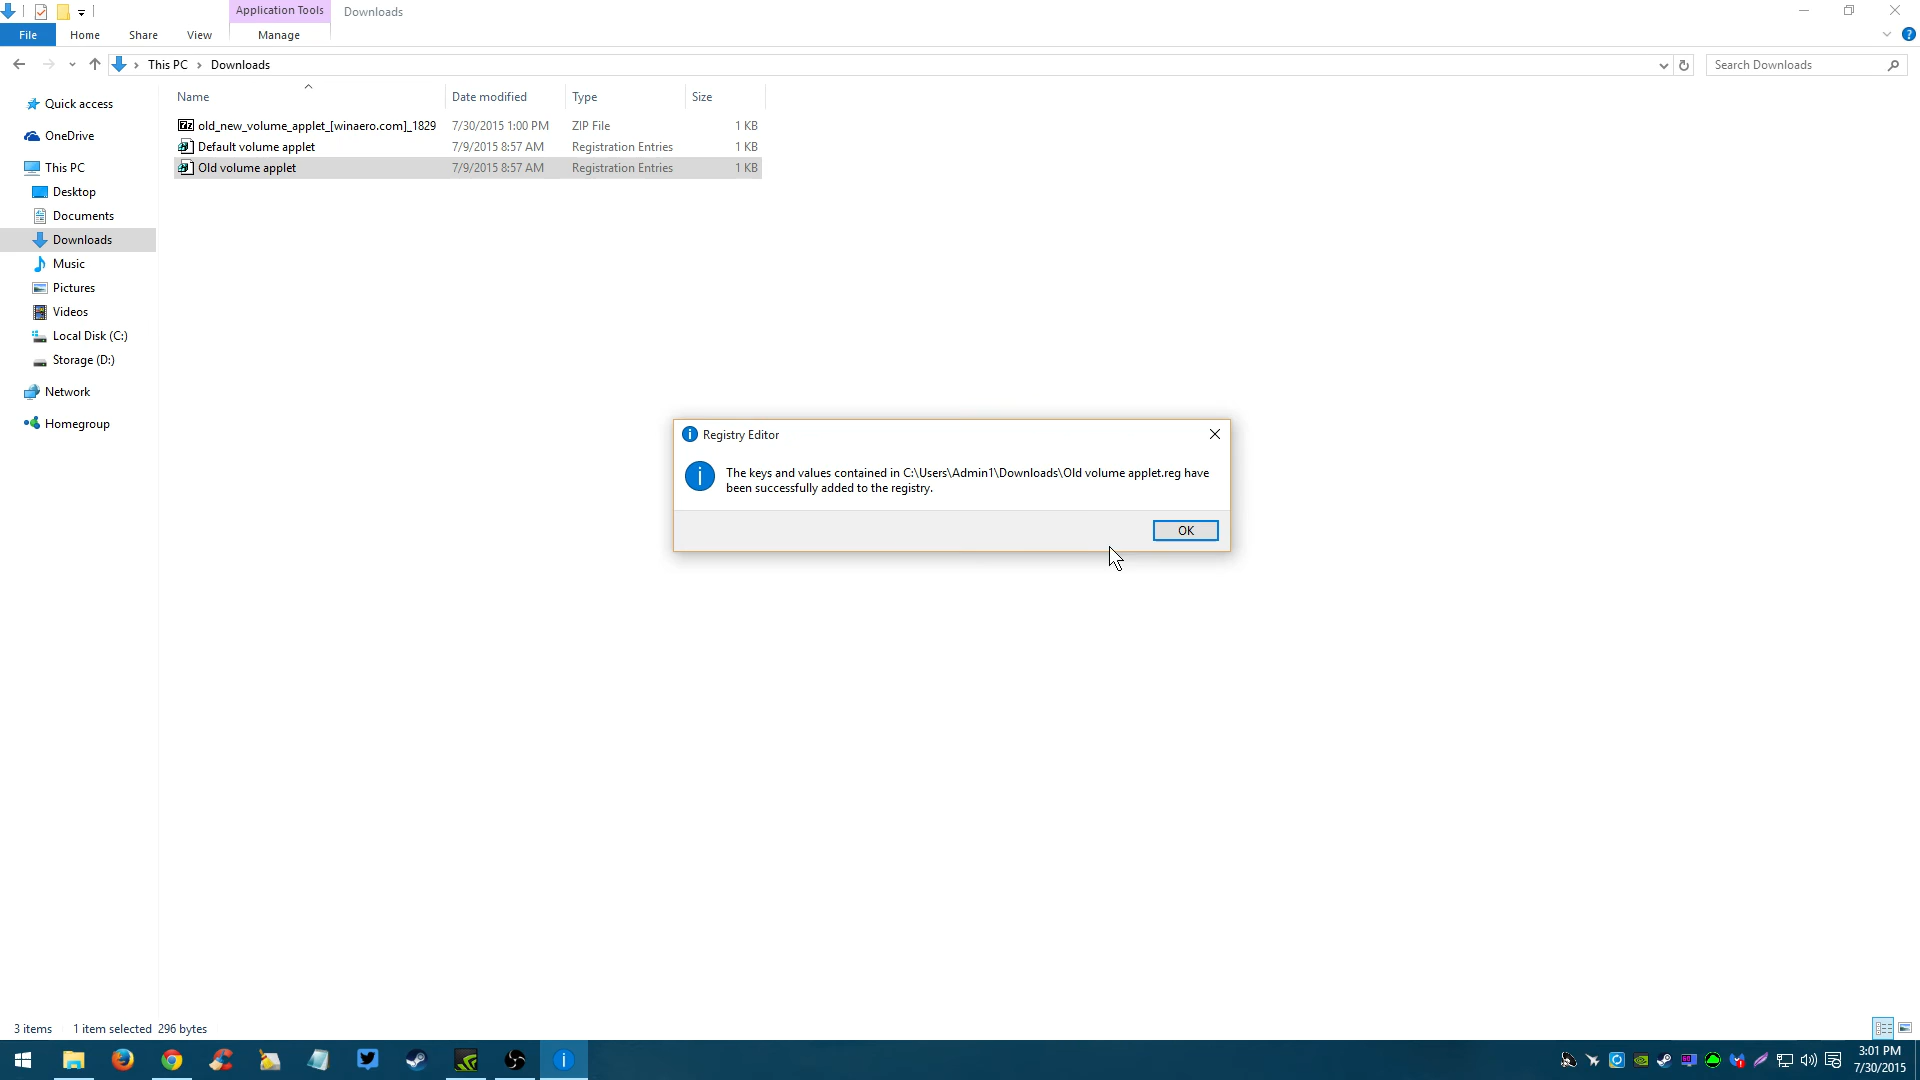 Application Tools
Downloads
File
Home
Share
View
Manage
This PC
Downloads
Search Downloads
Name
Date modified
Type
Size
old_new_volume_applet_[winaero.com]_1829
7/30/2015 1:00 PM
ZIP File
1 KB
Default volume applet
7/9/2015 8:57 AM
Registration Entries
1 KB
Old volume applet
7/9/2015 8:57 AM
Registration Entries
1 KB
Quick access
OneDrive
This PC
Desktop
Documents
Downloads
Music
Pictures
Videos
Local Disk (C:)
Storage (D:)
Network
Homegroup
Registry Editor
The keys and values contained in C:\Users\Admin1\Downloads\Old volume applet.reg have
been successfully added to the registry.
OK
3 items
1 item selected 296 bytes
3:01 PM
7/30/2015